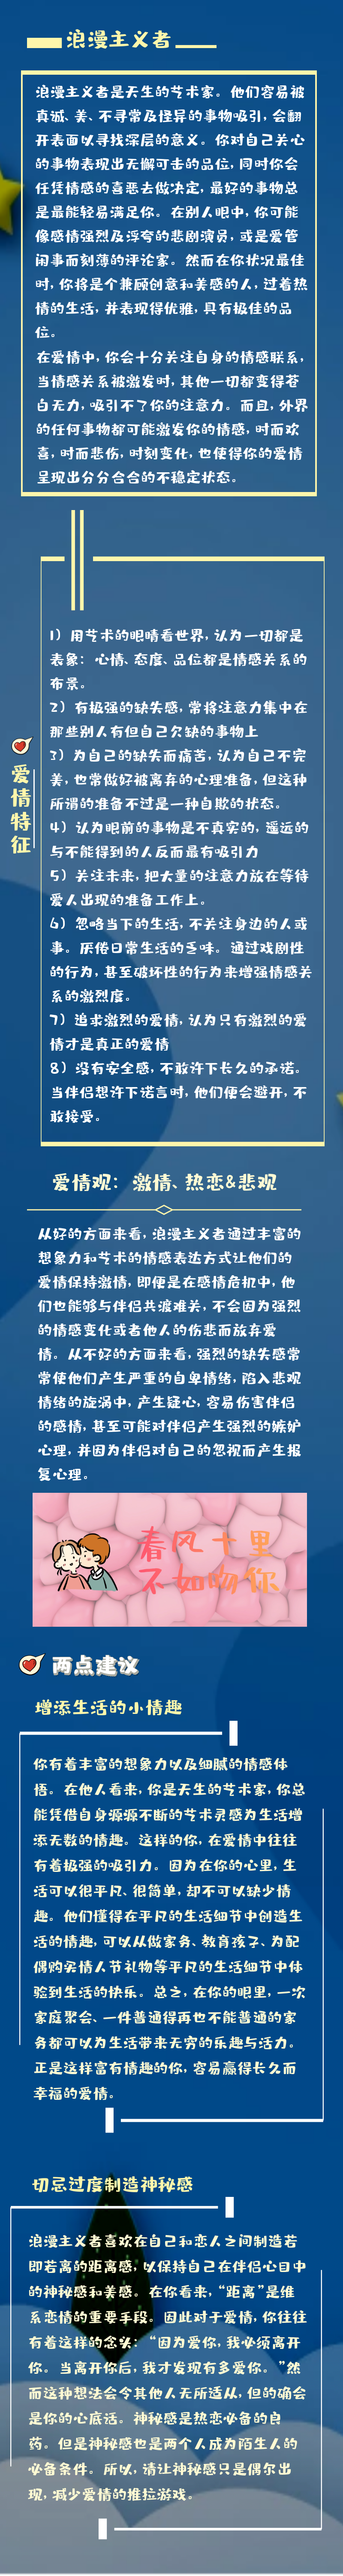 浪漫主义者
浪漫主义者是天生的艺术家。他们容易被
真诚、美、不寻常及怪异的事物吸引，会翻
开表面以寻找深层的意义。你对自己关心
的事物表现出无懈可击的品位，同时你会
任凭情感的喜恶去做决定，最好的事物总
是最能轻易满足你。在别人眼中，你可能
像感情强烈及浮夸的悲剧演员，或是爱管
闲事而刻薄的评论家。然而在你状况最佳
时，你将是个兼顾创意和美感的人，过着热
情的生活，并表现得优雅，具有极佳的品
位。
在爱情中，你会十分关注自身的情感联系，
当情感关系被激发时，其他一切都变得苍
白无力，吸引不了你的注意力。而且，外界
的任何事物都可能激发你的情感，时而欢
喜，时而悲伤，时刻变化，也使得你的爱情
呈现出分分合合的不稳定状态。
爱情特征
1）用艺术的眼睛看世界，认为一切都是
表象：心情、态度、品位都是情感关系的
布景。
2）有极强的缺失感，常将注意力集中在
那些别人有但自己欠缺的事物上
3）为自己的缺失而痛苦，认为自己不完
美，也常做好被离弃的心理准备，但这种
所谓的准备不过是一种自欺的状态。
4）认为眼前的事物是不真实的，遥远的
与不能得到的人反而最有吸引力
5）关注未来，把大量的注意力放在等待
爱人出现的准备工作上。
6）忽略当下的生活，不关注身边的人或
事。厌倦日常生活的乏味。通过戏剧性
的行为，甚至破坏性的行为来增强情感关
系的激烈度。
7）追求激烈的爱情，认为只有激烈的爱
情才是真正的爱情
8）没有安全感，不敢许下长久的承诺。
当伴侣想许下诺言时，他们便会避开，不
敢接受。
爱情观：激情、热恋&悲观
从好的方面来看，浪漫主义者通过丰富的
想象力和艺术的情感表达方式让他们的
爱情保持激情，即便是在感情危机中，他
们也能够与伴侣共渡难关，不会因为强烈
的情感变化或者他人的伤悲而放弃爱
情。从不好的方面来看，强烈的缺失感常
常使他们产生严重的自卑情绪，陷入悲观
情绪的旋涡中，产生疑心，容易伤害伴侣
的感情，甚至可能对伴侣产生强烈的嫉妒
心理，并因为伴侣对自己的忽视而产生报
复心理。
春风十里
不如吻你
两点建议
增添生活的小情趣
你有着丰富的想象力以及细腻的情感体
悟。在他人看来，你是天生的艺术家，你总
能凭借自身源源不断的艺术灵感为生活增
添无数的情趣。这样的你，在爱情中往往
有着极强的吸引力。因为在你的心里，生
活可以很平凡、很简单，却不可以缺少情
趣。他们懂得在平凡的生活细节中创造生
活的情趣，可以从做家务、教育孩子、为配
偶购买情人节礼物等平凡的生活细节中体
验到生活的快乐。总之，在你的眼里，一次
家庭聚会、一件普通得再也不能普通的家
务都可以为生活带来无穷的乐趣与活力。
正是这样富有情趣的你，容易赢得长久而
幸福的爱情。
切忌过度制造神秘感
浪漫主义者喜欢在自己和恋人之间制造若
即若离的距离感，以保持自己在伴侣心目中
的神秘感和美感。在你看来，“距离”是维
系恋情的重要手段。因此对于爱情，你往往
有着这样的念头：“因为爱你，我必须离开
你。当离开你后，我才发现有多爱你。”然
而这种想法会令其他人无所适从，但的确会
是你的心底话。神秘感是热恋必备的良
药。但是神秘感也是两个人成为陌生人的
必备条件。所以，请让神秘感只是偶尔出
现，减少爱情的推拉游戏。